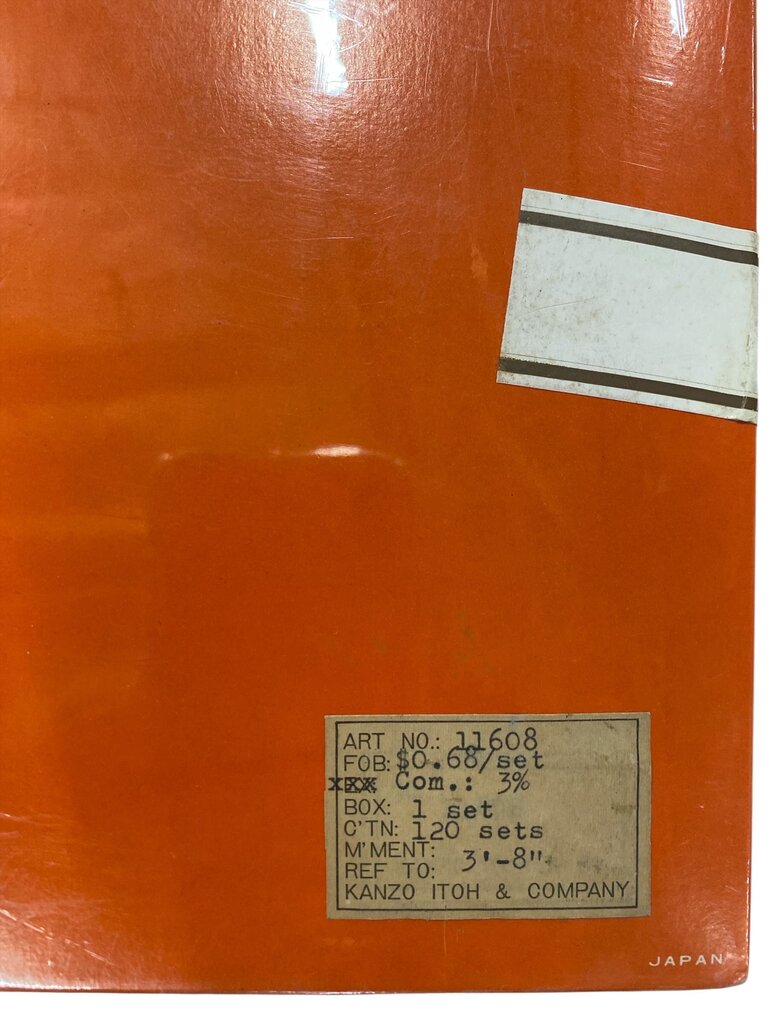 ART NO.: 11608
FOB: $0.68/set
xxx Com.: 3%
BOX: 1 set
C'TN: 120 sets
M'MENT: 3'-8"
REF TO:
KANZO ITOH & COMPANY
JAPAN